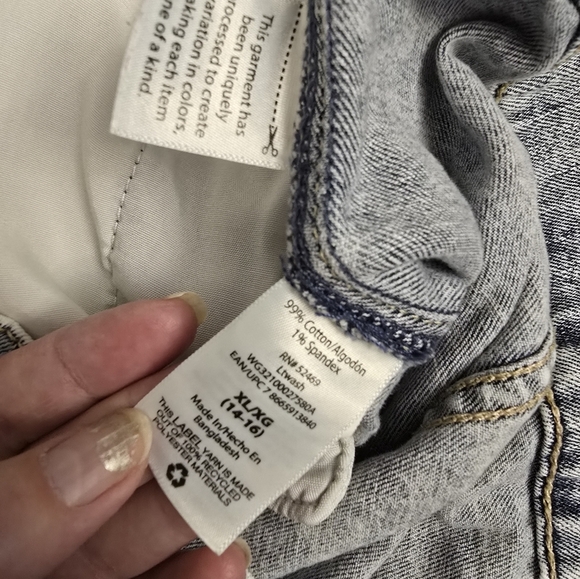 This garment has
been uniquely
processed to create
variation in colors,
making each item
one of a kind.
99% Cotton/Algodón
1% Spandex
RN# 52469
Ltwash
WG32100027580A
EAN/UPC 7 8665913840
XL/XG
(14-16)
Made in/Hecho En
Bangladesh
THIS LABEL YARN IS MADE
OUT OF 100% RECYCLED
POLYESTER MATERIALS